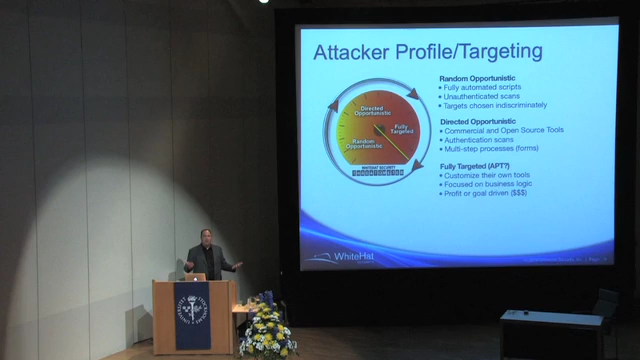 Attacker Profile/Targeting
Random Opportunistic
• Fully automated scripts
• Unauthenticated scans
• Targets chosen indiscriminately
Directed Opportunistic
• Commercial and Open Source Tools
• Authentication scans
• Multi-step processes (forms)
Fully Targeted (APT?)
• Customize their own tools
• Focused on business logic
• Profit or goal driven ($$$)
Directed
Opportunistic
Fully
Targeted
Random
Opportunistic
WHITEHAT SECURITY
WhiteHat
SECURITY
STOCKHOLMS
UNIVERSITET